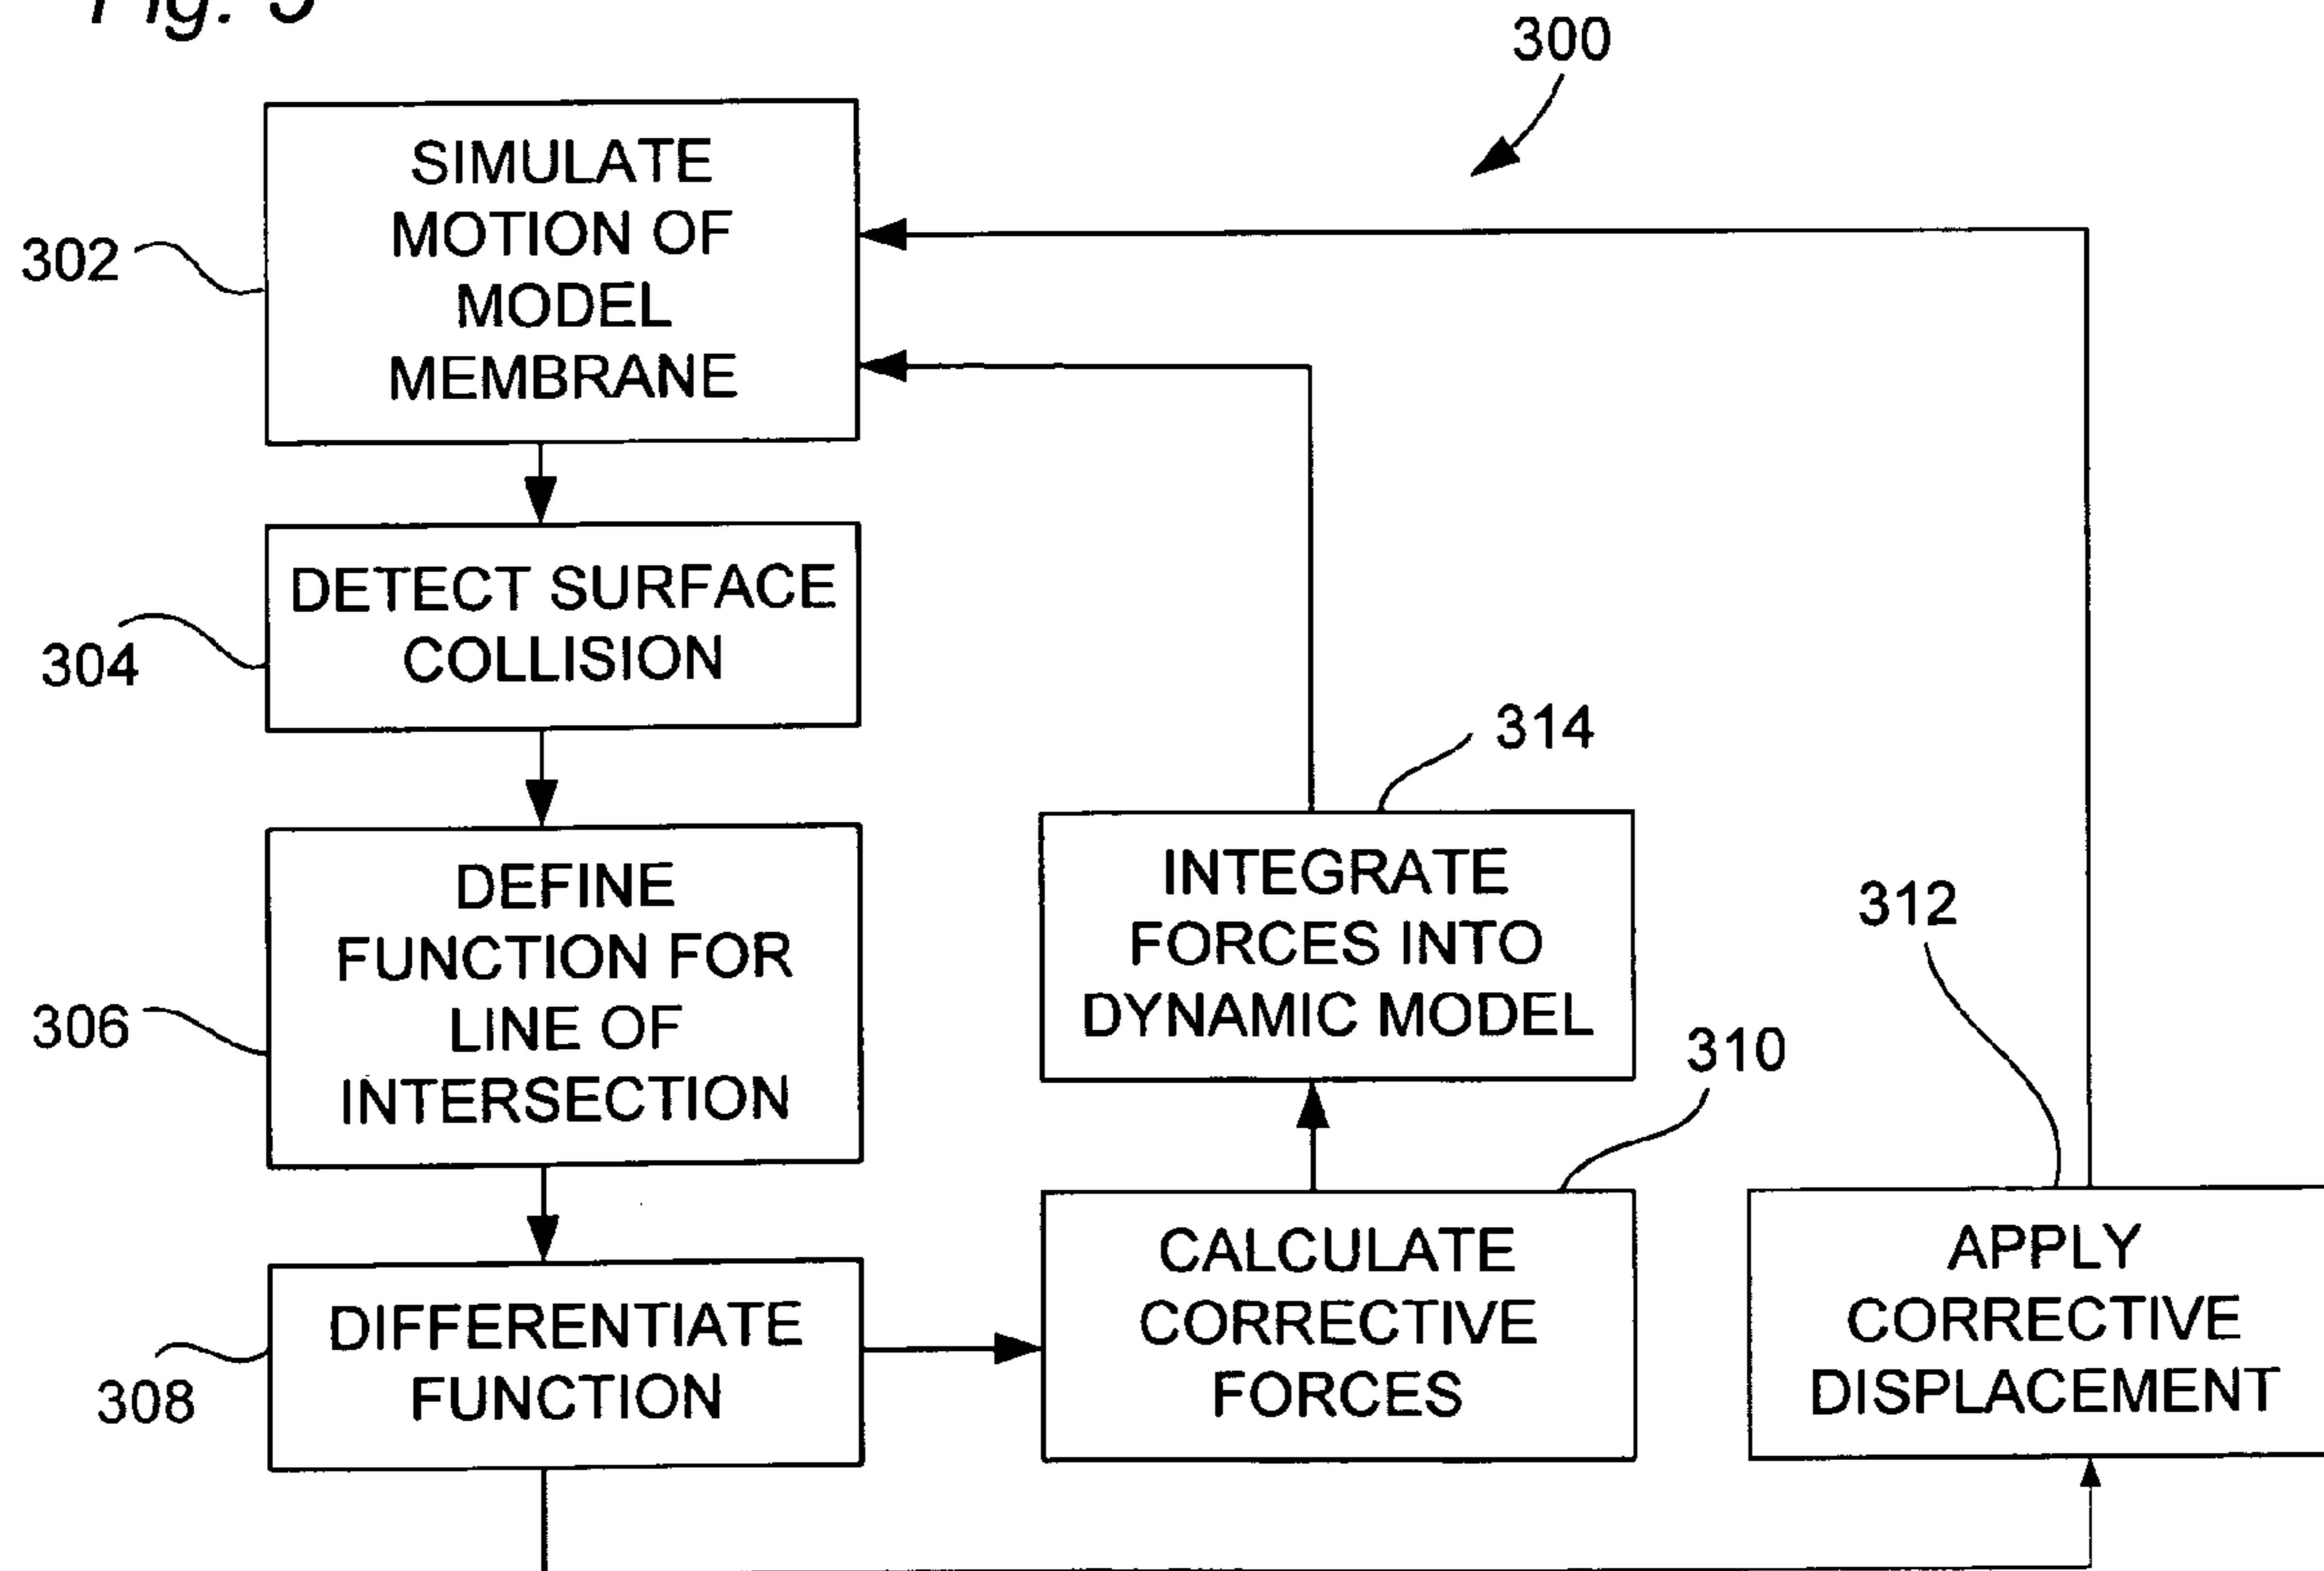 300
SIMULATE
MOTION OF
MODEL
MEMBRANE
302
DETECT SURFACE
COLLISION
304
DEFINE
FUNCTION FOR
LINE OF
INTERSECTION
306
DIFFERENTIATE
FUNCTION
308
314
INTEGRATE
FORCES INTO
DYNAMIC MODEL
310
CALCULATE
CORRECTIVE
FORCES
312
APPLY
CORRECTIVE
DISPLACEMENT